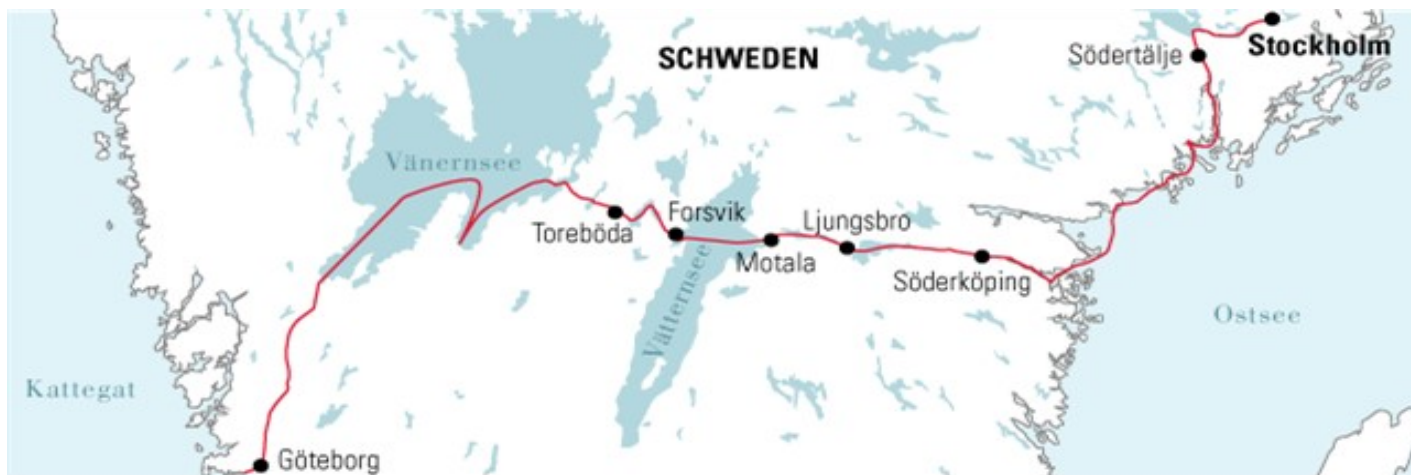 SCHWEDEN
Stockholm
Södertälje
Vänernsee
Toreböda
Forsvik
Motala
Ljungsbro
Söderköping
Vätternsee
Ostsee
Kattegat
Göteborg